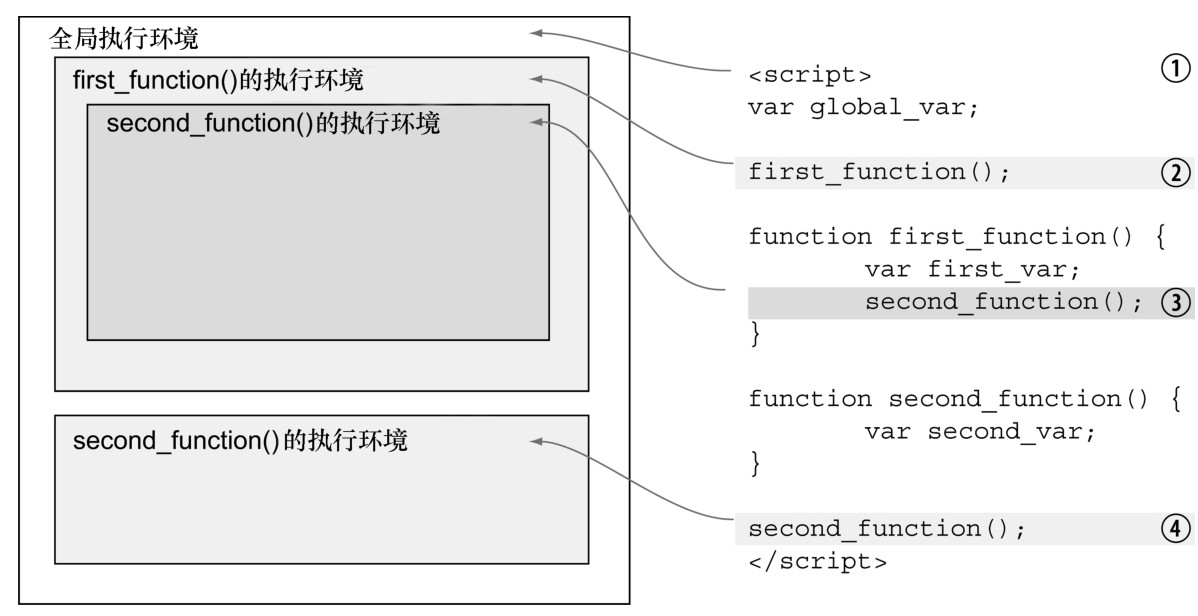 全局执行环境
first_function()的执行环境
second_function()的执行环境
second_function()的执行环境
<script> ①
var global_var;
first_function(); ②
function first_function() {
var first_var;
second_function(); ③
}
function second_function() {
var second_var;
}
second_function(); ④
</script>